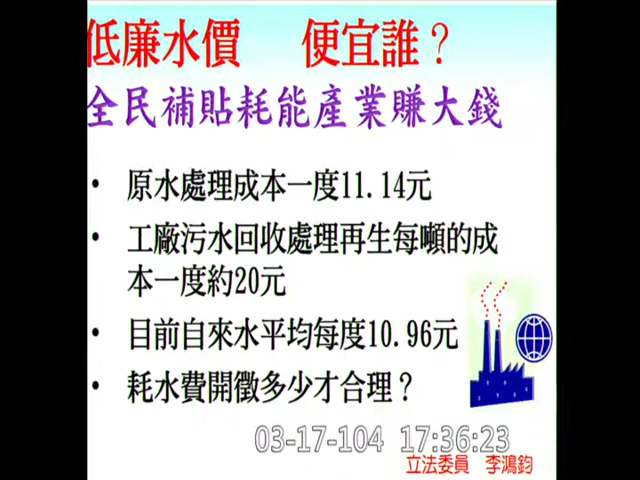 低廉水價 便宜誰？
全民補貼耗能產業賺大錢
• 原水處理成本一度11.14元
• 工廠污水回收處理再生每噸的成
本一度約20元
• 目前自來水平均每度10.96元
• 耗水費開徵多少才合理？
03-17-104 17:36:23
立法委員 李鴻鈞